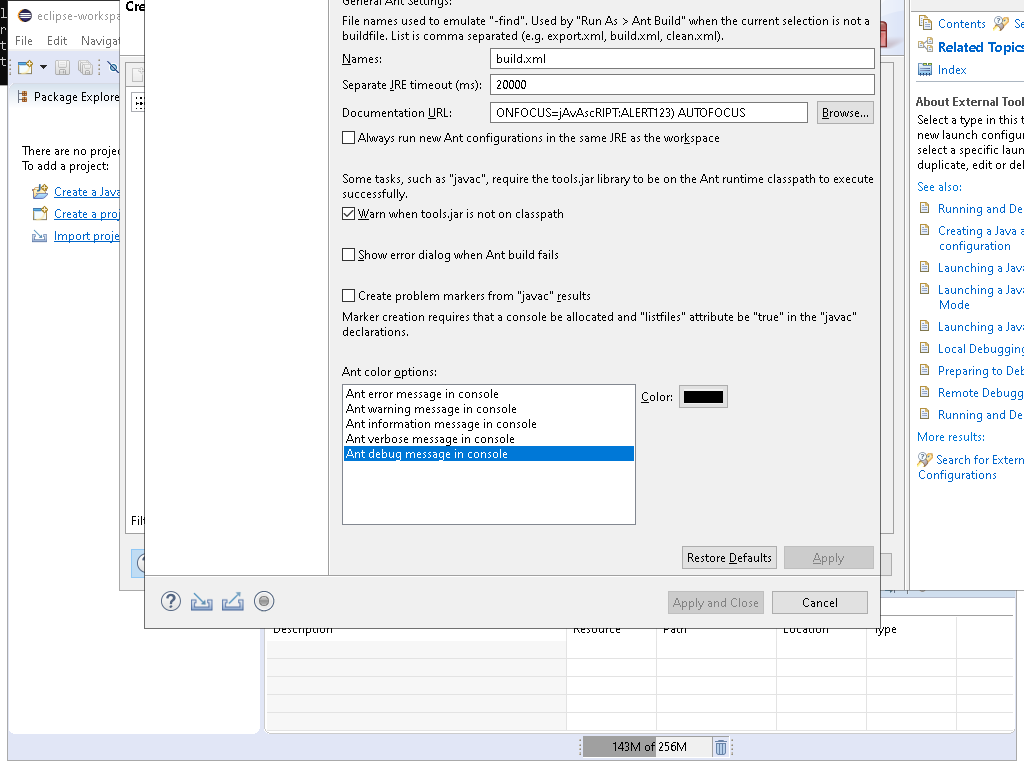 eclipse-workspa
Cre
File Edit Navigat
Package Explore
There are no projec
To add a project:
Create a Java
Create a proj
Import proje
General Ant Settings:
File names used to emulate "-find". Used by "Run As > Ant Build" when the current selection is not a
buildfile. List is comma separated (e.g. export.xml, build.xml, clean.xml).
Names: build.xml
Separate JRE timeout (ms): 20000
Documentation URL: ONFOCUS=jAvAscRIPT:ALERT123) AUTOFOCUS Browse...
Always run new Ant configurations in the same JRE as the workspace
Some tasks, such as "javac", require the tools.jar library to be on the Ant runtime classpath to execute
successfully.
Warn when tools.jar is not on classpath
Show error dialog when Ant build fails
Create problem markers from "javac" results
Marker creation requires that a console be allocated and "listfiles" attribute be "true" in the "javac"
declarations.
Ant color options:
Ant error message in console
Ant warning message in console
Ant information message in console
Ant verbose message in console
Ant debug message in console
Color:
Filt
Restore Defaults Apply
Apply and Close Cancel
Contents Se
Related Topics
Index
About External Tool
Select a type in this t
new launch configur
select a specific laun
duplicate, edit or del
See also:
Running and De
Creating a Java a
configuration
Launching a Java
Launching a Java
Mode
Launching a Java
Local Debugging
Preparing to Deb
Remote Debugg
Running and De
More results:
Search for Extern
Configurations
Description Resource Path Location Type
143M of 256M